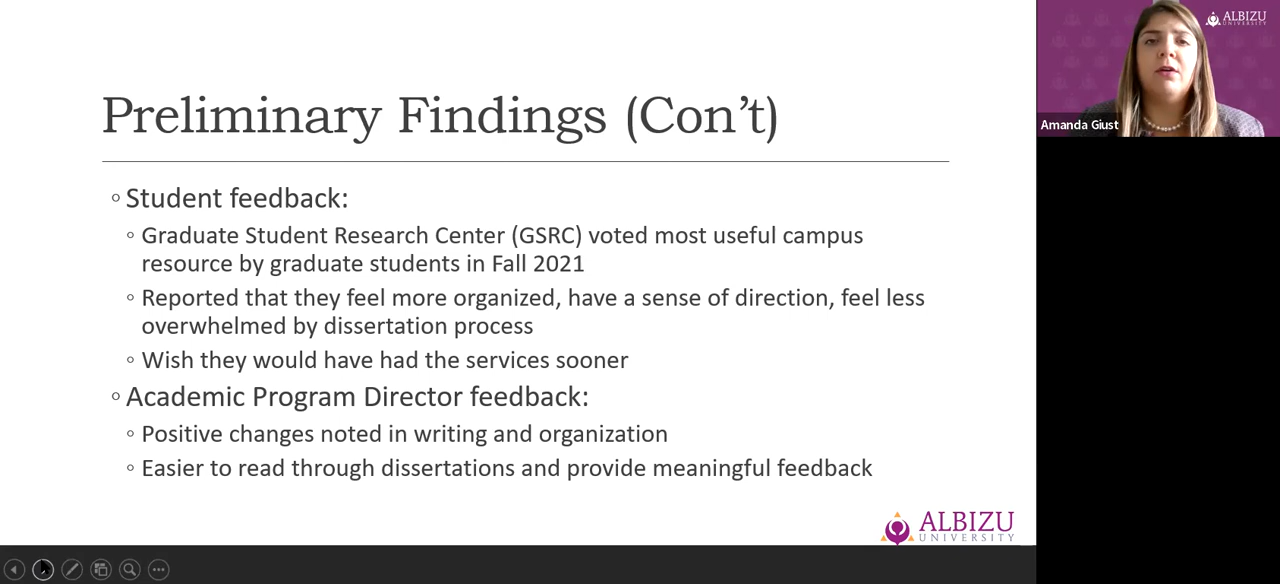 ALBIZU
UNIVERSITY
Amanda Giust
Preliminary Findings (Con't)
Student feedback:
Graduate Student Research Center (GSRC) voted most useful campus
resource by graduate students in Fall 2021
Reported that they feel more organized, have a sense of direction, feel less
overwhelmed by dissertation process
Wish they would have had the services sooner
Academic Program Director feedback:
Positive changes noted in writing and organization
Easier to read through dissertations and provide meaningful feedback
ALBIZU
UNIVERSITY